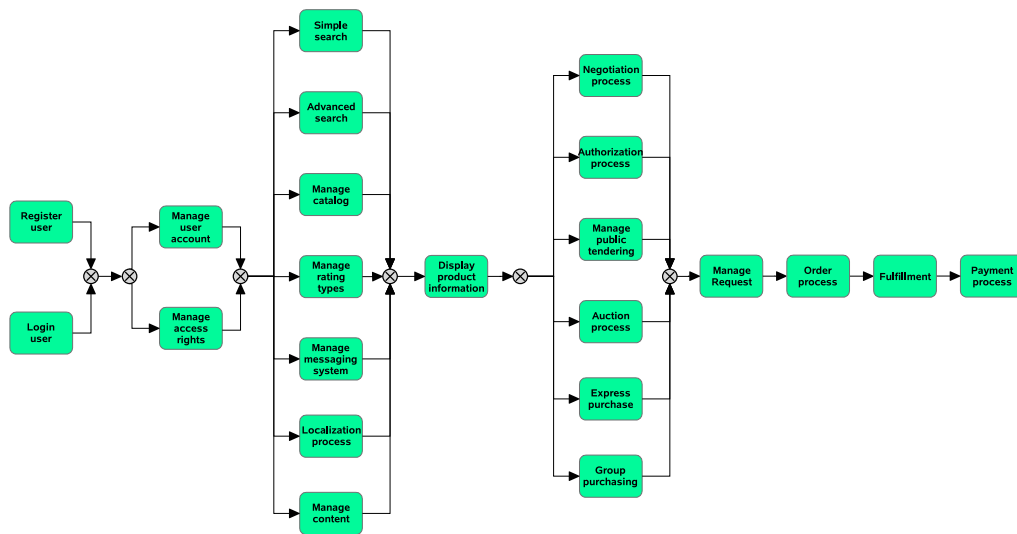 Register
user
Login
user
Manage
user
account
Manage
access
rights
Simple
search
Advanced
search
Manage
catalog
Manage
rating
types
Manage
messaging
system
Localization
process
Manage
content
Display
product
information
Negotiation
process
Authorization
process
Manage
public
tendering
Auction
process
Express
purchase
Group
purchasing
Manage
Request
Order
process
Fulfillment
Payment
process